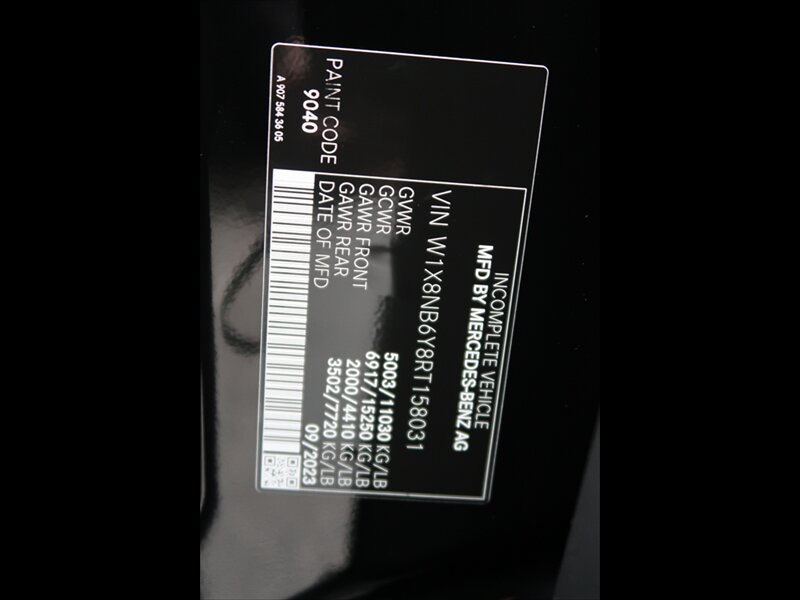 INCOMPLETE VEHICLE
MFD BY MERCEDES-BENZ AG
VIN W1X8NB6Y8RT158031
GVWR 5003/11030 KG/LB
GCWR 6917/15250 KG/LB
GAWR FRONT 2000/4410 KG/LB
GAWR REAR 3502/7720 KG/LB
DATE OF MFD 09/2023
PAINT CODE
9040
A 907 584 36 05